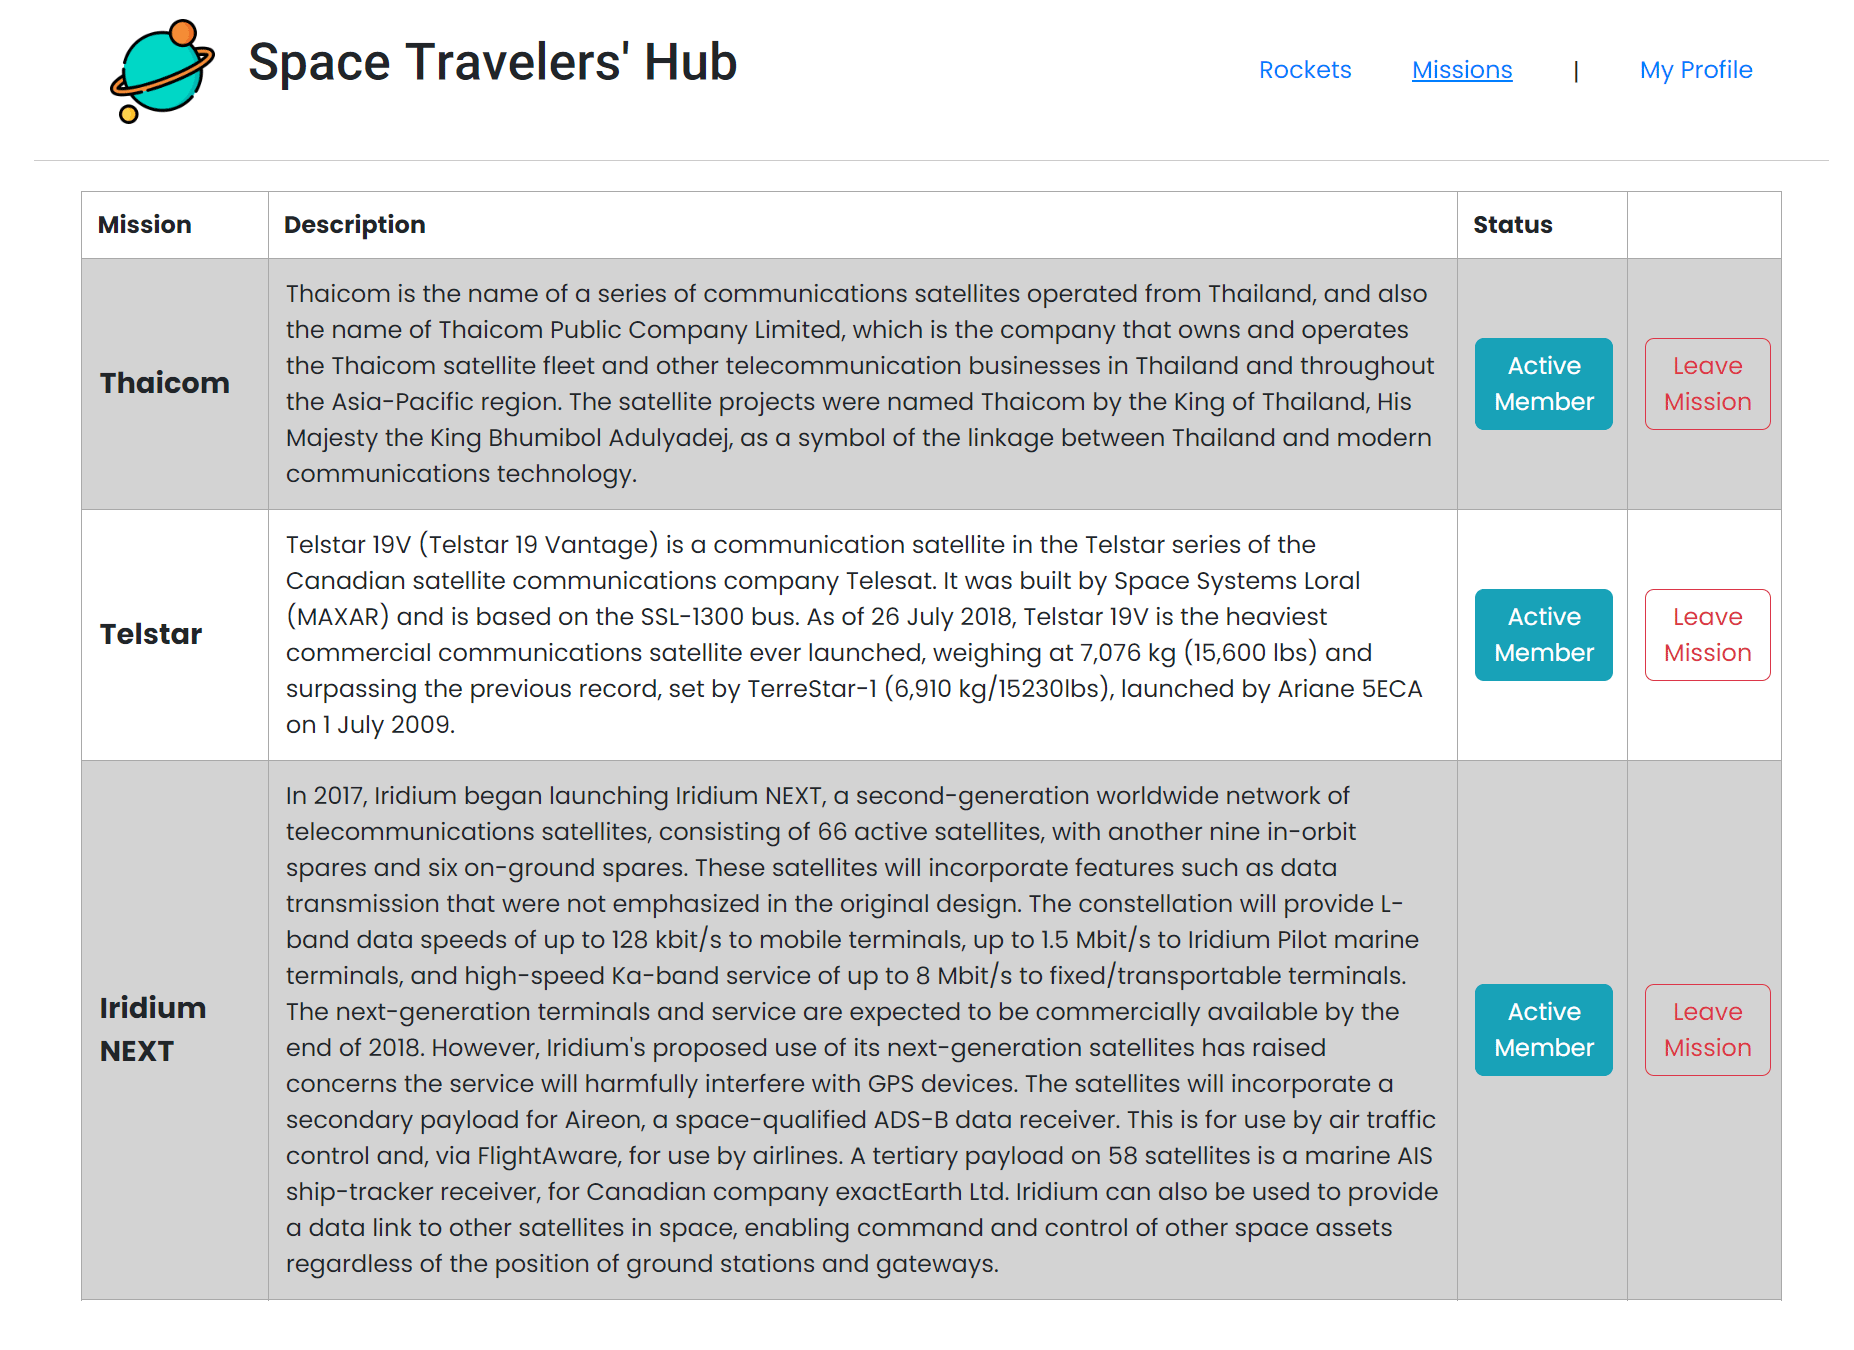 Space Travelers' Hub
Rockets Missions | My Profile
Mission Description Status
Thaicom
Thaicom is the name of a series of communications satellites operated from Thailand, and also
the name of Thaicom Public Company Limited, which is the company that owns and operates
the Thaicom satellite fleet and other telecommunication businesses in Thailand and throughout
the Asia-Pacific region. The satellite projects were named Thaicom by the King of Thailand, His
Majesty the King Bhumibol Adulyadej, as a symbol of the linkage between Thailand and modern
communications technology.
Active
Member
Leave
Mission
Telstar
Telstar 19V (Telstar 19 Vantage) is a communication satellite in the Telstar series of the
Canadian satellite communications company Telesat. It was built by Space Systems Loral
(MAXAR) and is based on the SSL-1300 bus. As of 26 July 2018, Telstar 19V is the heaviest
commercial communications satellite ever launched, weighing at 7,076 kg (15,600 lbs) and
surpassing the previous record, set by TerreStar-1 (6,910 kg/15230lbs), launched by Ariane 5ECA
on 1 July 2009.
Active
Member
Leave
Mission
Iridium
NEXT
In 2017, Iridium began launching Iridium NEXT, a second-generation worldwide network of
telecommunications satellites, consisting of 66 active satellites, with another nine in-orbit
spares and six on-ground spares. These satellites will incorporate features such as data
transmission that were not emphasized in the original design. The constellation will provide L-
band data speeds of up to 128 kbit/s to mobile terminals, up to 1.5 Mbit/s to Iridium Pilot marine
terminals, and high-speed Ka-band service of up to 8 Mbit/s to fixed/transportable terminals.
The next-generation terminals and service are expected to be commercially available by the
end of 2018. However, Iridium's proposed use of its next-generation satellites has raised
concerns the service will harmfully interfere with GPS devices. The satellites will incorporate a
secondary payload for Aireon, a space-qualified ADS-B data receiver. This is for use by air traffic
control and, via FlightAware, for use by airlines. A tertiary payload on 58 satellites is a marine AIS
ship-tracker receiver, for Canadian company exactEarth Ltd. Iridium can also be used to provide
a data link to other satellites in space, enabling command and control of other space assets
regardless of the position of ground stations and gateways.
Active
Member
Leave
Mission